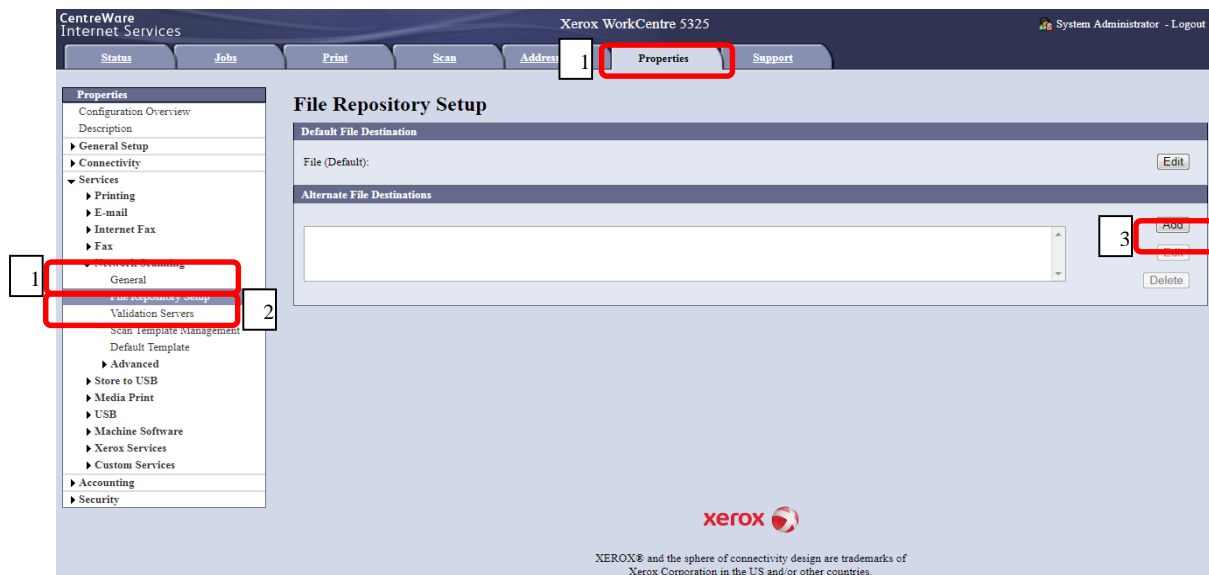 CentreWare
Internet Services
Xerox WorkCentre 5325
System Administrator - Logout
Status
Jobs
Print
Scan
Address
1
Properties
Support
Properties
Configuration Overview
Description
General Setup
Connectivity
Services
Printing
E-mail
Internet Fax
Fax
Network Scanning
1
General
File Repository Setup
2
Validation Servers
Scan Template Management
Default Template
Advanced
Store to USB
Media Print
USB
Machine Software
Xerox Services
Custom Services
Accounting
Security
File Repository Setup
Default File Destination
File (Default):
Edit
Alternate File Destinations
Add
3
Edit
Delete
xerox
XEROX® and the sphere of connectivity design are trademarks of
Xerox Corporation in the US and/or other countries.